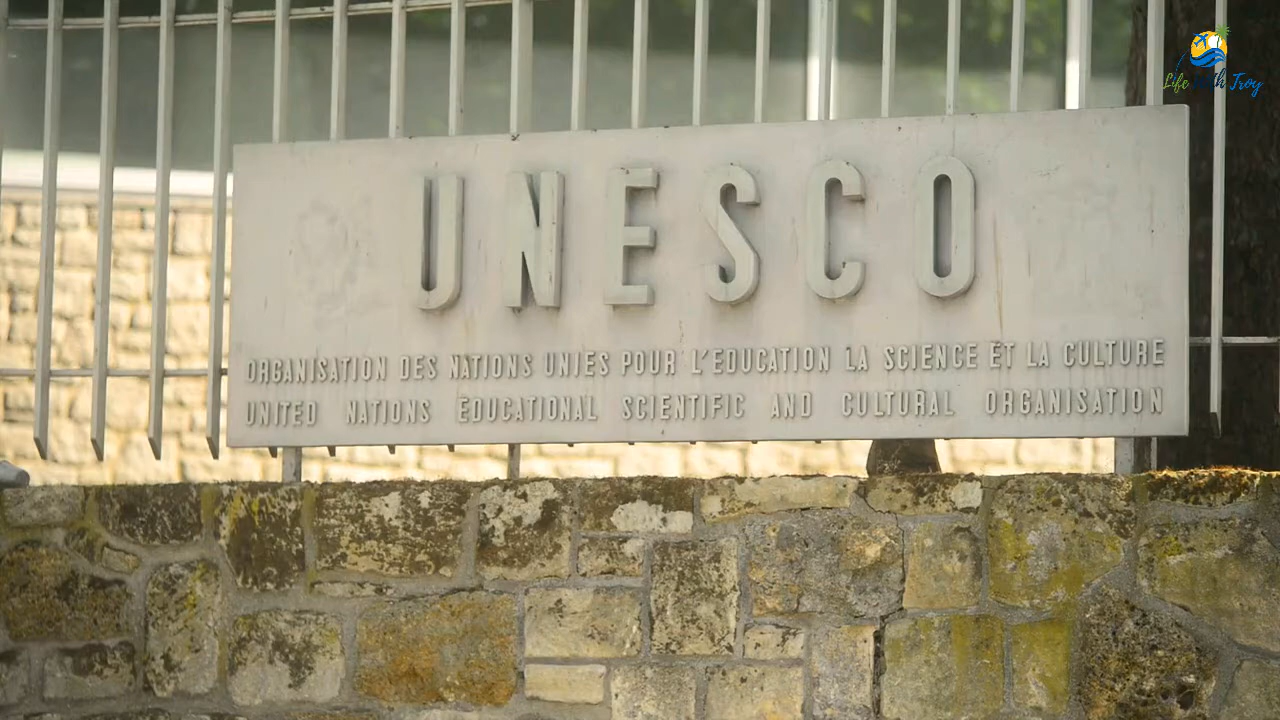 Life With Troy
UNESCO
ORGANISATION DES NATIONS UNIES POUR L'EDUCATION LA SCIENCE ET LA CULTURE
UNITED NATIONS EDUCATIONAL SCIENTIFIC AND CULTURAL ORGANISATION